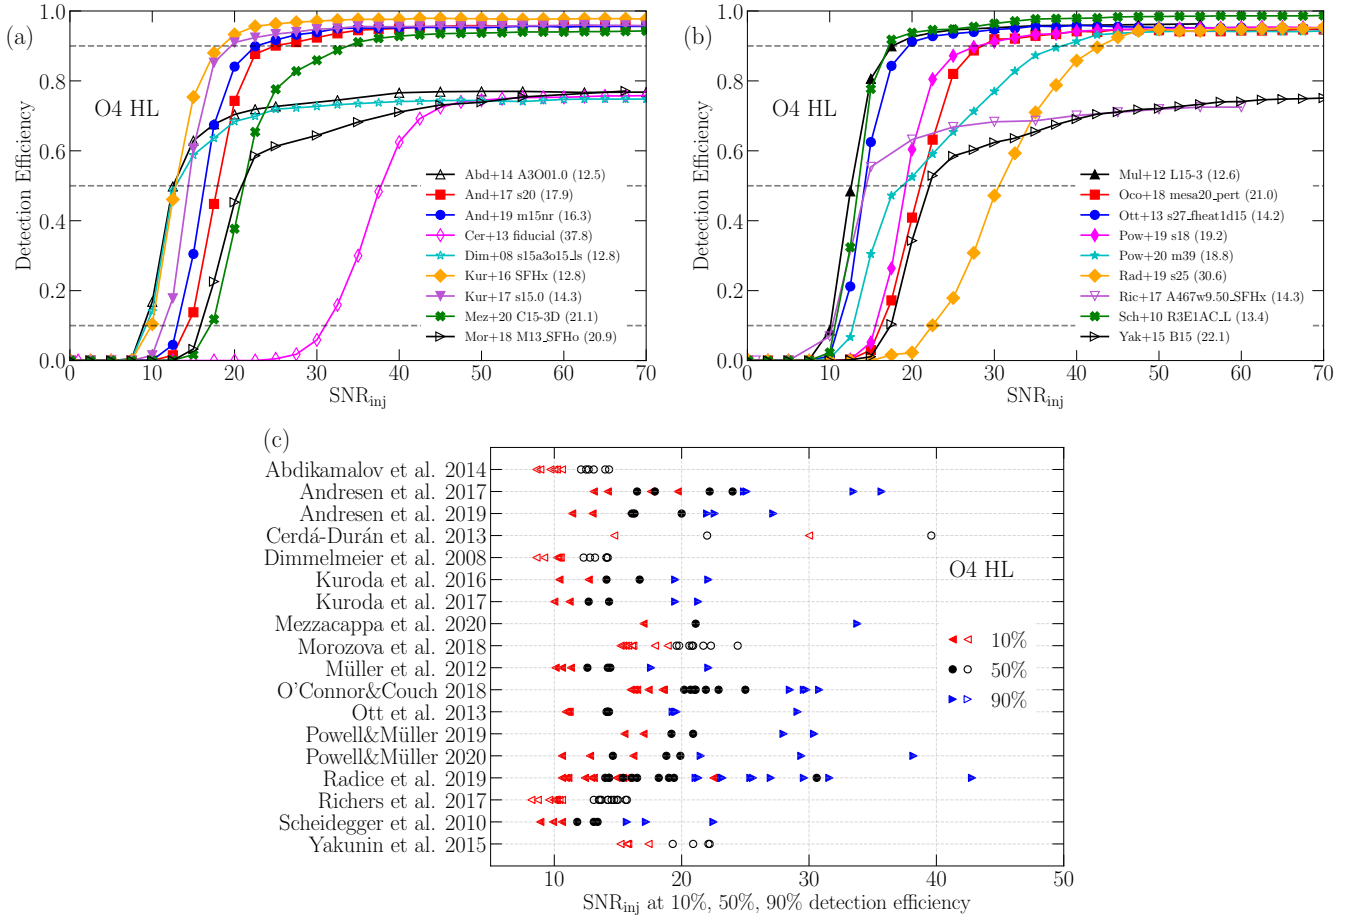 (a)
Detection Efficiency
1.0
0.8
0.6
0.4
0.2
0.0
O4 HL
Abd+14 A3O01.0 (12.5)
And+17 s20 (17.9)
And+19 m15nr (16.3)
Cer+13 fiducial (37.8)
Dim+08 s15a3o15_ls (12.8)
Kur+16 SFHx (12.8)
Kur+17 s15.0 (14.3)
Mez+20 C15-3D (21.1)
Mor+18 M13_SFHo (20.9)
0 10 20 30 40 50 60 70
SNRinj
(b)
Detection Efficiency
1.0
0.8
0.6
0.4
0.2
0.0
O4 HL
Mul+12 L15-3 (12.6)
Oco+18 mesa20_pert (21.0)
Ott+13 s27_fheat1d15 (14.2)
Pow+19 s18 (19.2)
Pow+20 m39 (18.8)
Rad+19 s25 (30.6)
Ric+17 A467w9.50_SFHx (14.3)
Sch+10 R3E1AC_L (13.4)
Yak+15 B15 (22.1)
0 10 20 30 40 50 60 70
SNRinj
(c)
Abdikamalov et al. 2014
Andresen et al. 2017
Andresen et al. 2019
Cerdá-Durán et al. 2013
Dimmelmeier et al. 2008
Kuroda et al. 2016
Kuroda et al. 2017
Mezzacappa et al. 2020
Morozova et al. 2018
Müller et al. 2012
O'Connor&Couch 2018
Ott et al. 2013
Powell&Müller 2019
Powell&Müller 2020
Radice et al. 2019
Richers et al. 2017
Scheidegger et al. 2010
Yakunin et al. 2015
O4 HL
10%
50%
90%
10 20 30 40 50
SNRinj at 10%, 50%, 90% detection efficiency